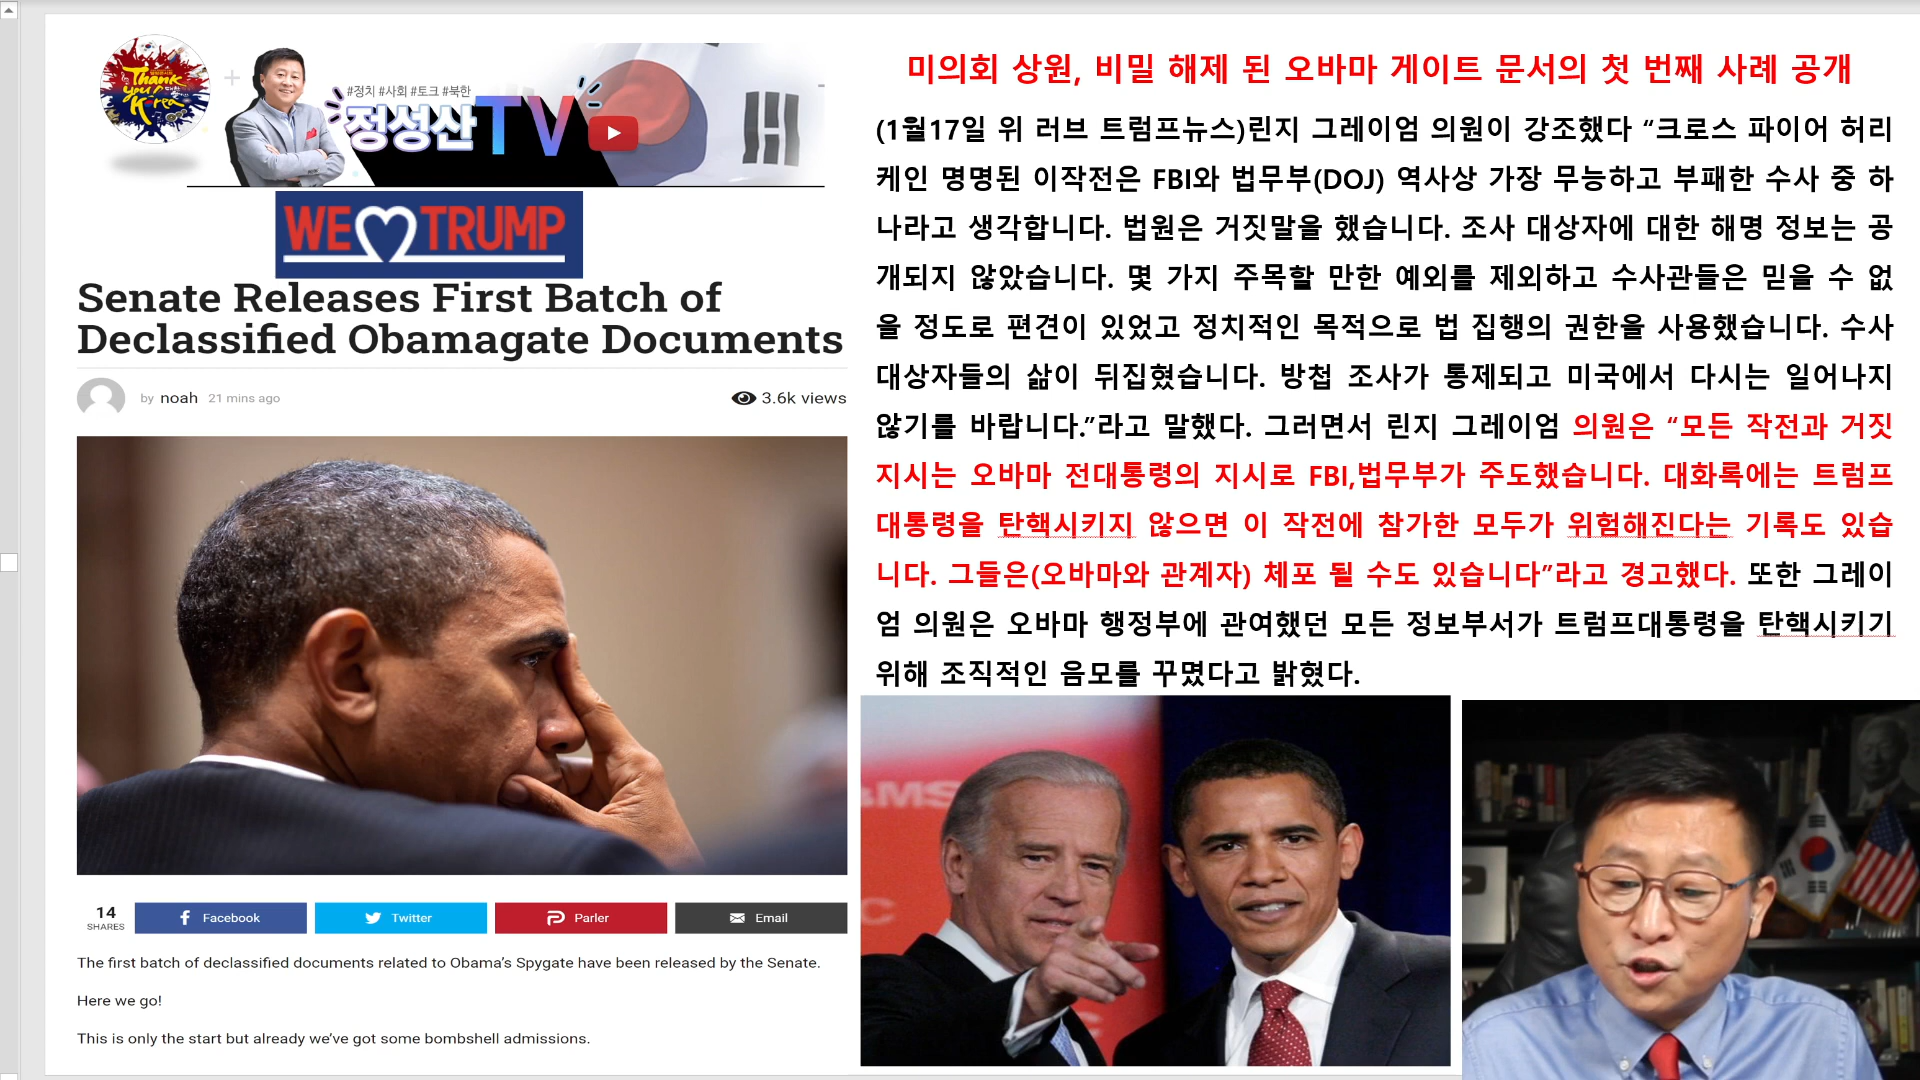 Thank
you
Korea
#정치 #사회 #토크 #북한
정성산TV
WE TRUMP
Senate Releases First Batch of
Declassified Obamagate Documents
by noah 21 mins ago
3.6k views
14
SHARES
Facebook
Twitter
Parler
Email
The first batch of declassified documents related to Obama's Spygate have been released by the Senate.
Here we go!
This is only the start but already we've got some bombshell admissions.
미의회 상원, 비밀 해제 된 오바마 게이트 문서의 첫 번째 사례 공개
(1월17일 위 러브 트럼프뉴스)린지 그레이엄 의원이 강조했다 “크로스 파이어 허리
케인 명명된 이작전은 FBI와 법무부(DOJ) 역사상 가장 무능하고 부패한 수사 중 하
나라고 생각합니다. 법원은 거짓말을 했습니다. 조사 대상자에 대한 해명 정보는 공
개되지 않았습니다. 몇 가지 주목할 만한 예외를 제외하고 수사관들은 믿을 수 없
을 정도로 편견이 있었고 정치적인 목적으로 법 집행의 권한을 사용했습니다. 수사
대상자들의 삶이 뒤집혔습니다. 방첩 조사가 통제되고 미국에서 다시는 일어나지
않기를 바랍니다.”라고 말했다. 그러면서 린지 그레이엄 의원은 “모든 작전과 거짓
지시는 오바마 전대통령의 지시로 FBI,법무부가 주도했습니다. 대화록에는 트럼프
대통령을 탄핵시키지 않으면 이 작전에 참가한 모두가 위험해진다는 기록도 있습
니다. 그들은(오바마와 관계자) 체포 될 수도 있습니다”라고 경고했다. 또한 그레이
엄 의원은 오바마 행정부에 관여했던 모든 정보부서가 트럼프대통령을 탄핵시키기
위해 조직적인 음모를 꾸몄다고 밝혔다.
&MS
C